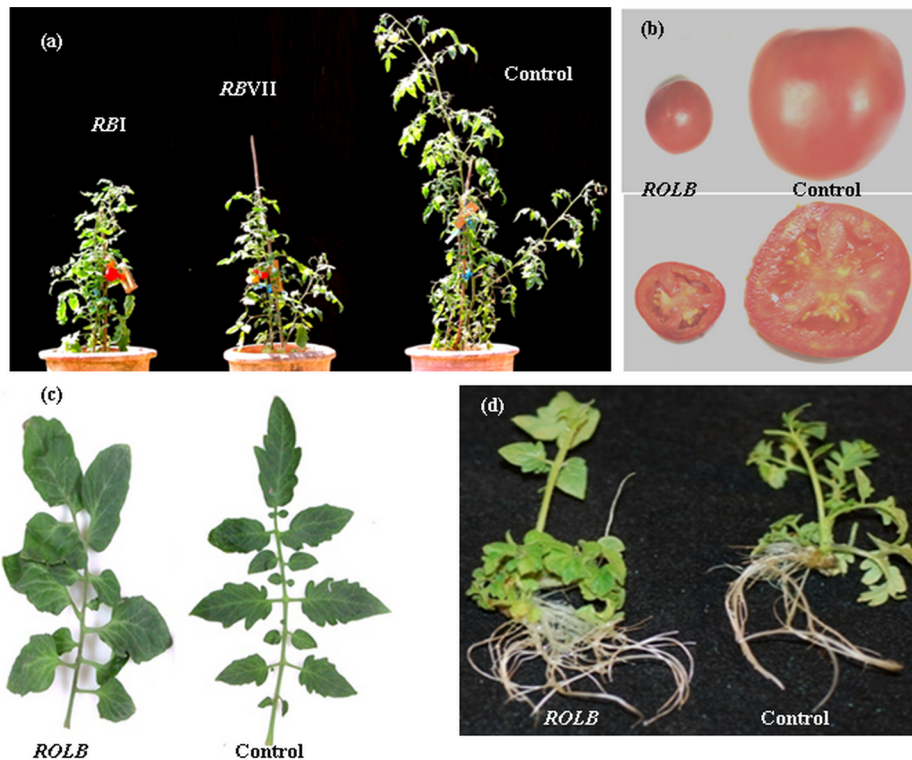 (a)
RBI
RBVII
Control
(b)
ROLB Control
(c)
ROLB Control
(d)
ROLB Control